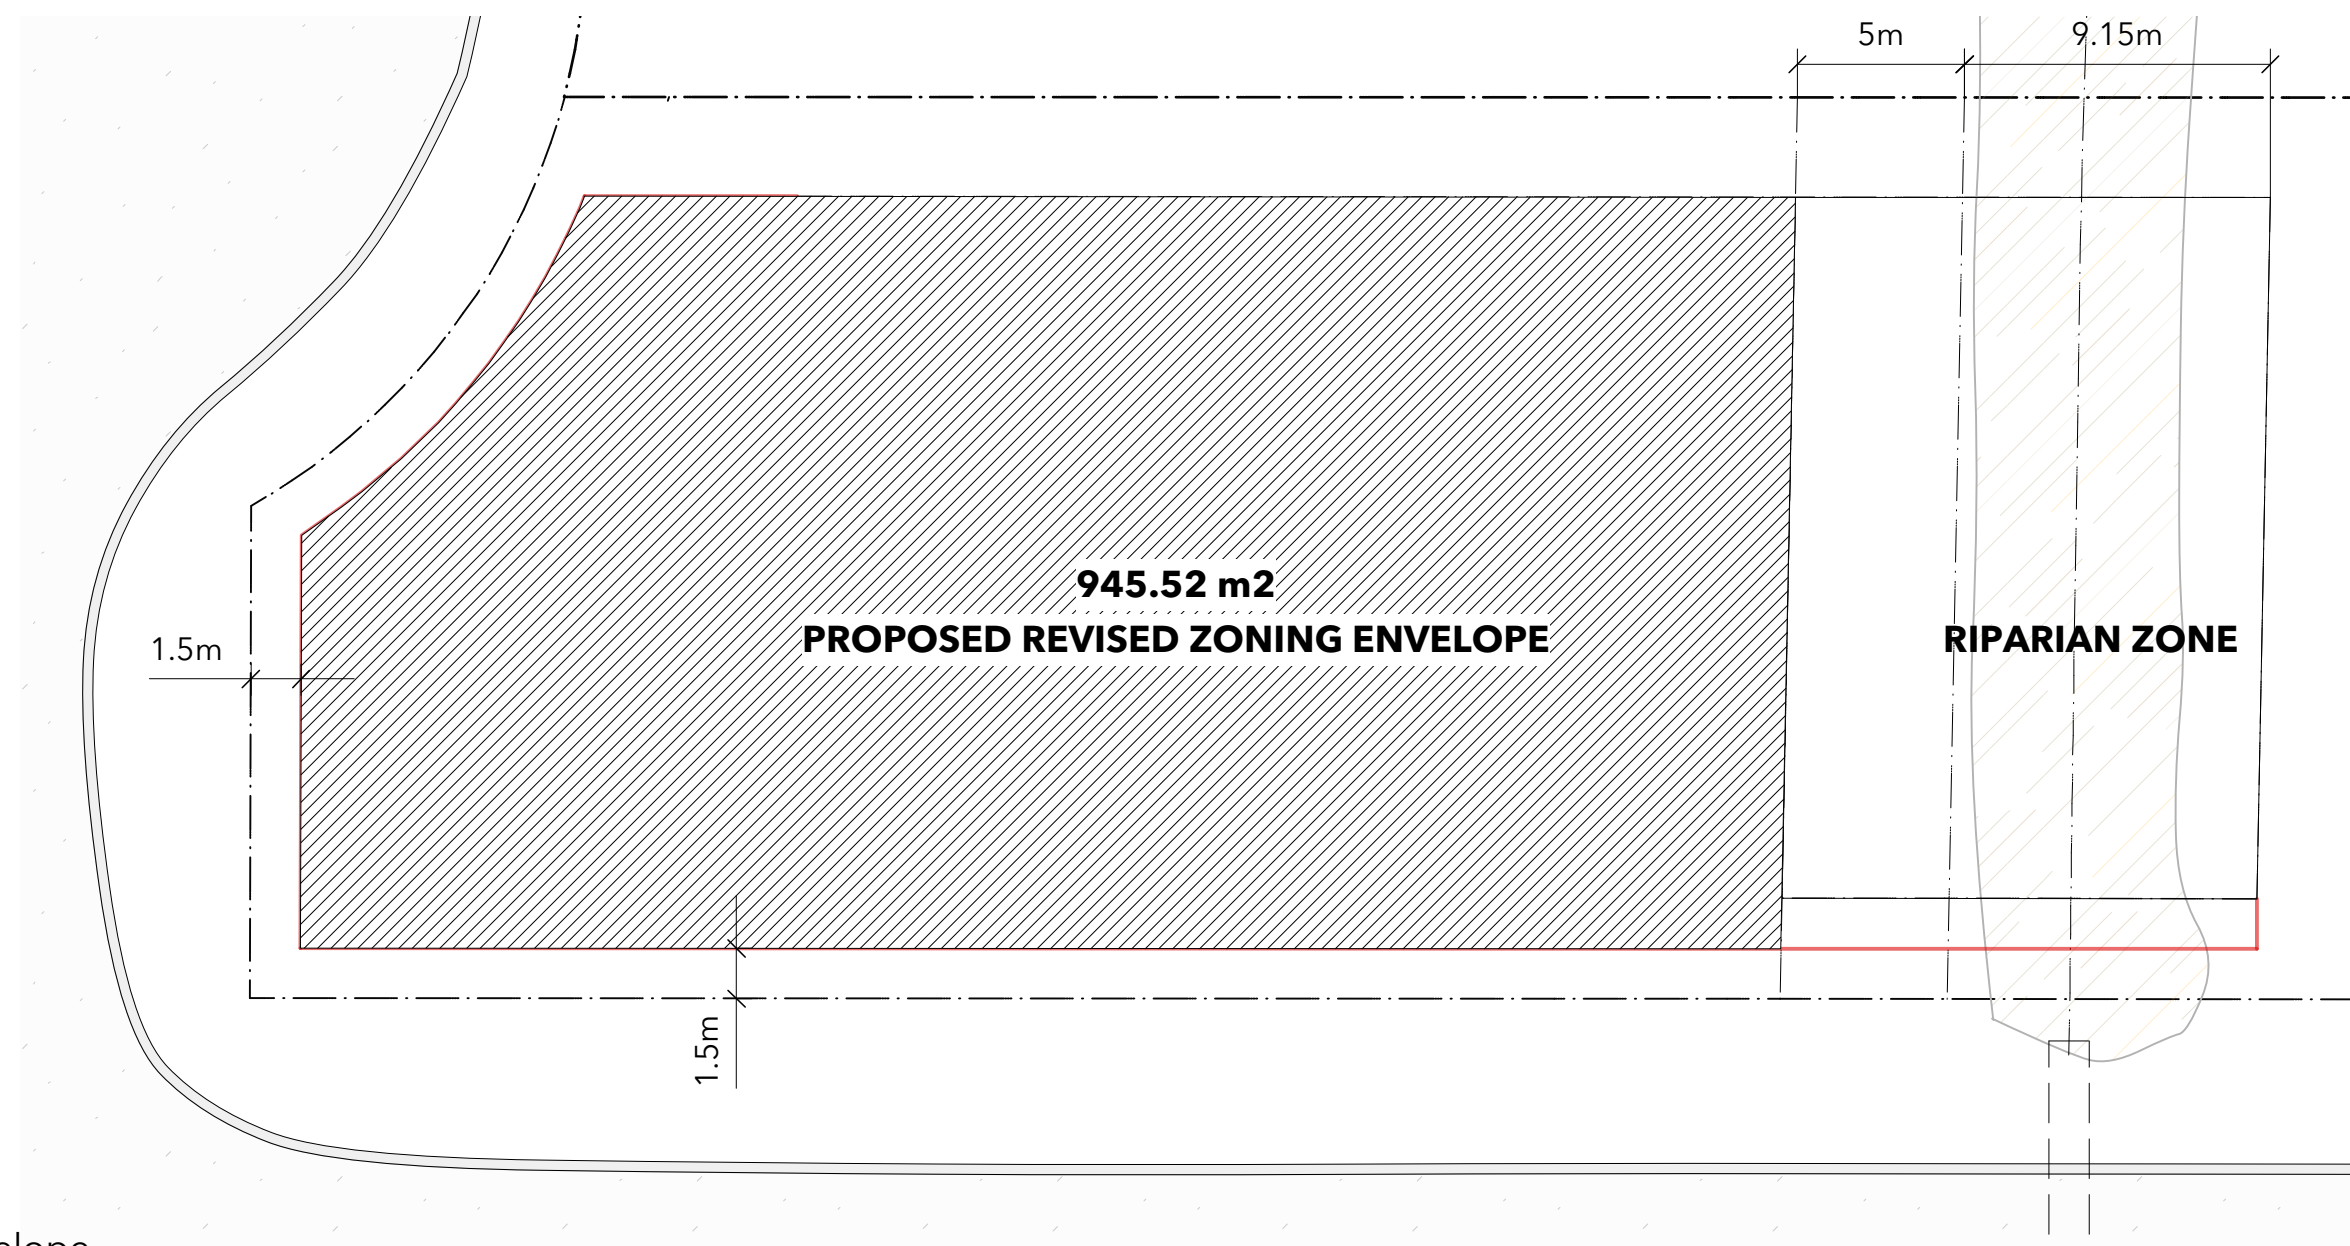 5m
9.15m
945.52 m2
PROPOSED REVISED ZONING ENVELOPE
RIPARIAN ZONE
1.5m
1.5m